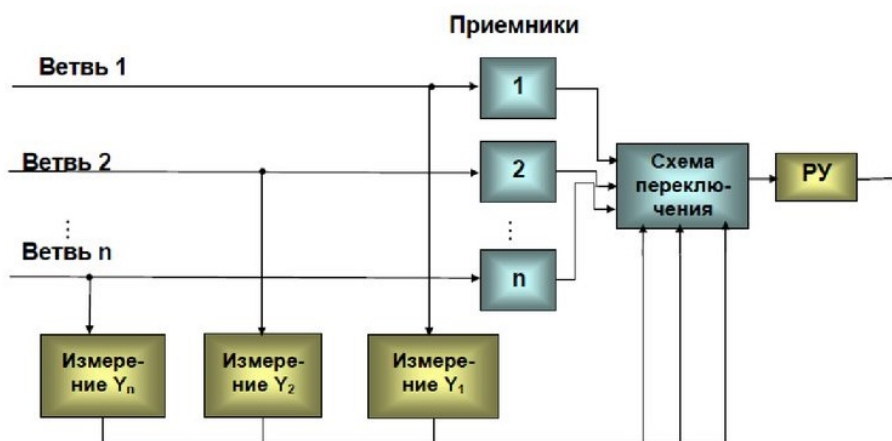 Приемники
Ветвь 1
1
Ветвь 2
2
Схема
переклю-
чения
РУ
⋮
⋮
Ветвь n
n
Измере-
ние Yₙ
Измере-
ние Y₂
Измере-
ние Y₁